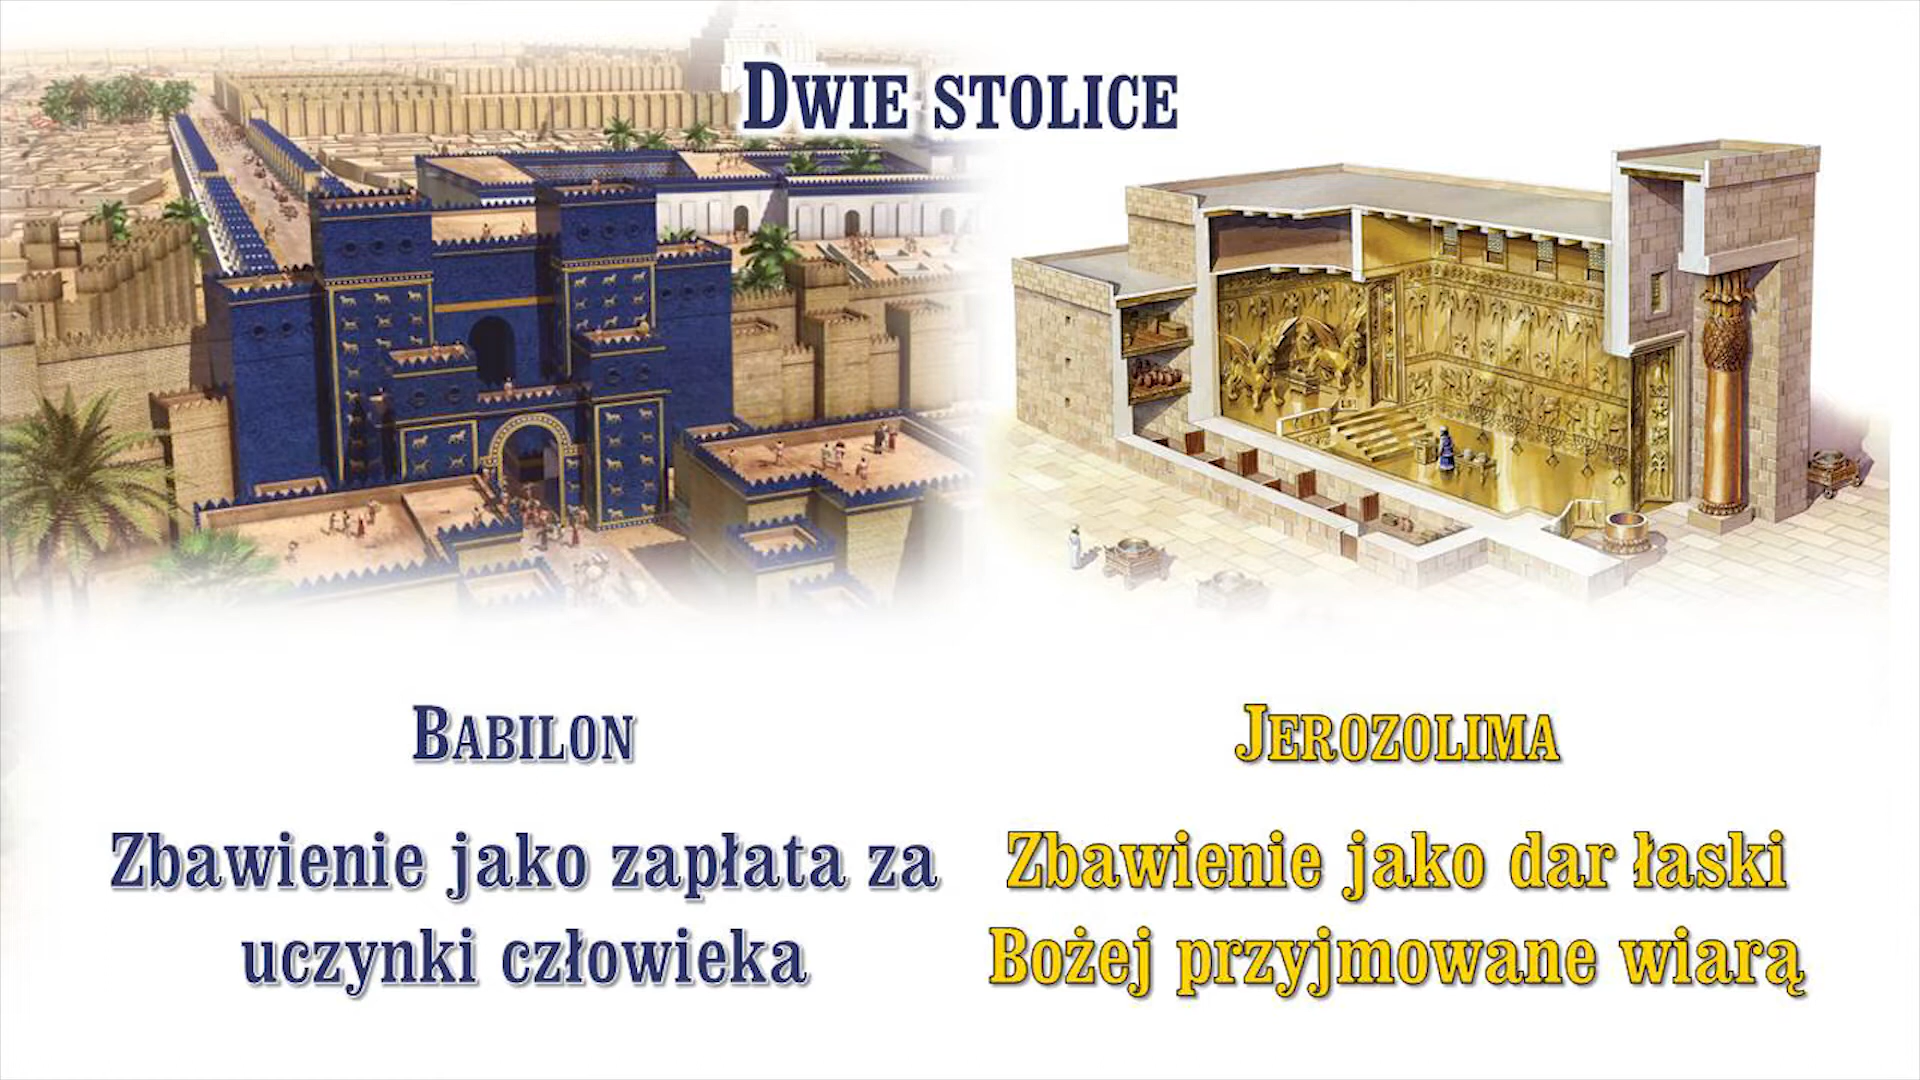 Dwie stolice
Babilon
Zbawienie jako zapłata za
uczynki człowieka
Jerozolima
Zbawienie jako dar łaski
Bożej przyjmowane wiarą